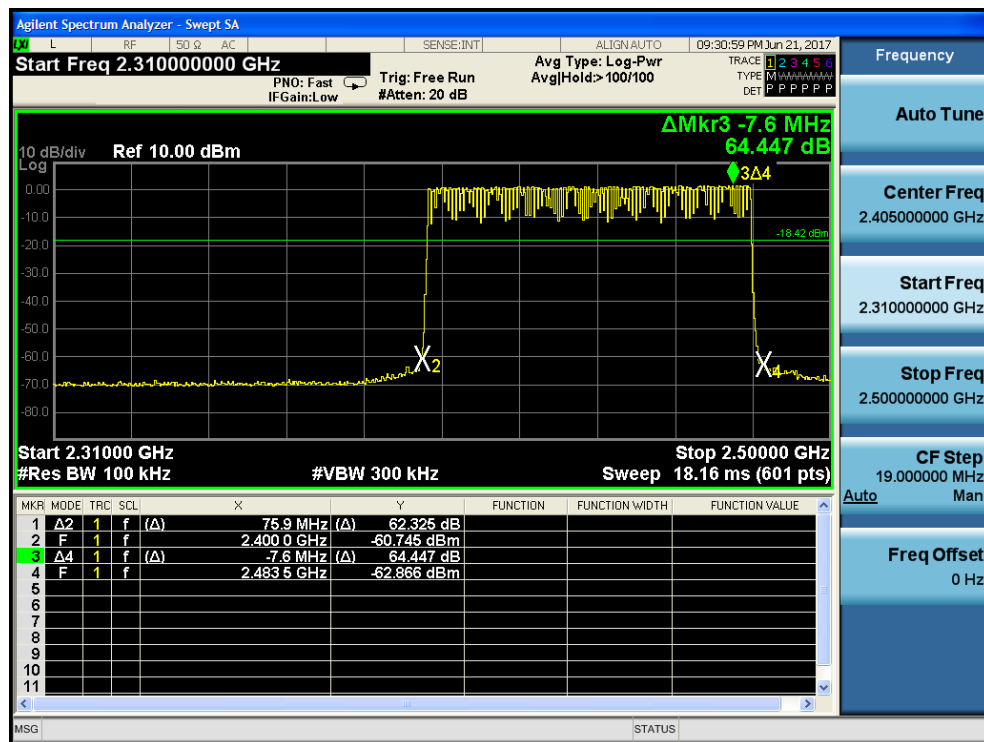 Agilent Spectrum Analyzer - Swept SA
LXI L RF 50 Ω AC SENSE:INT ALIGN AUTO 09:30:59 PM Jun 21, 2017
Start Freq 2.310000000 GHz
PNO: Fast
IFGain:Low
Trig: Free Run
#Atten: 20 dB
Avg Type: Log-Pwr
Avg|Hold:>100/100
TRACE 1 2 3 4 5 6
TYPE M WWWWW
DET P P P P P P
ΔMkr3 -7.6 MHz
64.447 dB
10 dB/div Ref 10.00 dBm
Log
3Δ4
0.00
-10.0
-18.42 dBm
-20.0
-30.0
-40.0
-50.0
-60.0
2
4
-70.0
-80.0
Start 2.31000 GHz Stop 2.50000 GHz
#Res BW 100 kHz #VBW 300 kHz Sweep 18.16 ms (601 pts)
MKR MODE TRC SCL X Y FUNCTION FUNCTION WIDTH FUNCTION VALUE
1 Δ2 1 f (Δ) 75.9 MHz (Δ) 62.325 dB
2 F 1 f 2.400 0 GHz -60.745 dBm
3 Δ4 1 f (Δ) -7.6 MHz (Δ) 64.447 dB
4 F 1 f 2.483 5 GHz -62.866 dBm
5
6
7
8
9
10
11
MSG STATUS
Frequency
Auto Tune
Center Freq
2.405000000 GHz
Start Freq
2.310000000 GHz
Stop Freq
2.500000000 GHz
CF Step
19.000000 MHz
Auto Man
Freq Offset
0 Hz